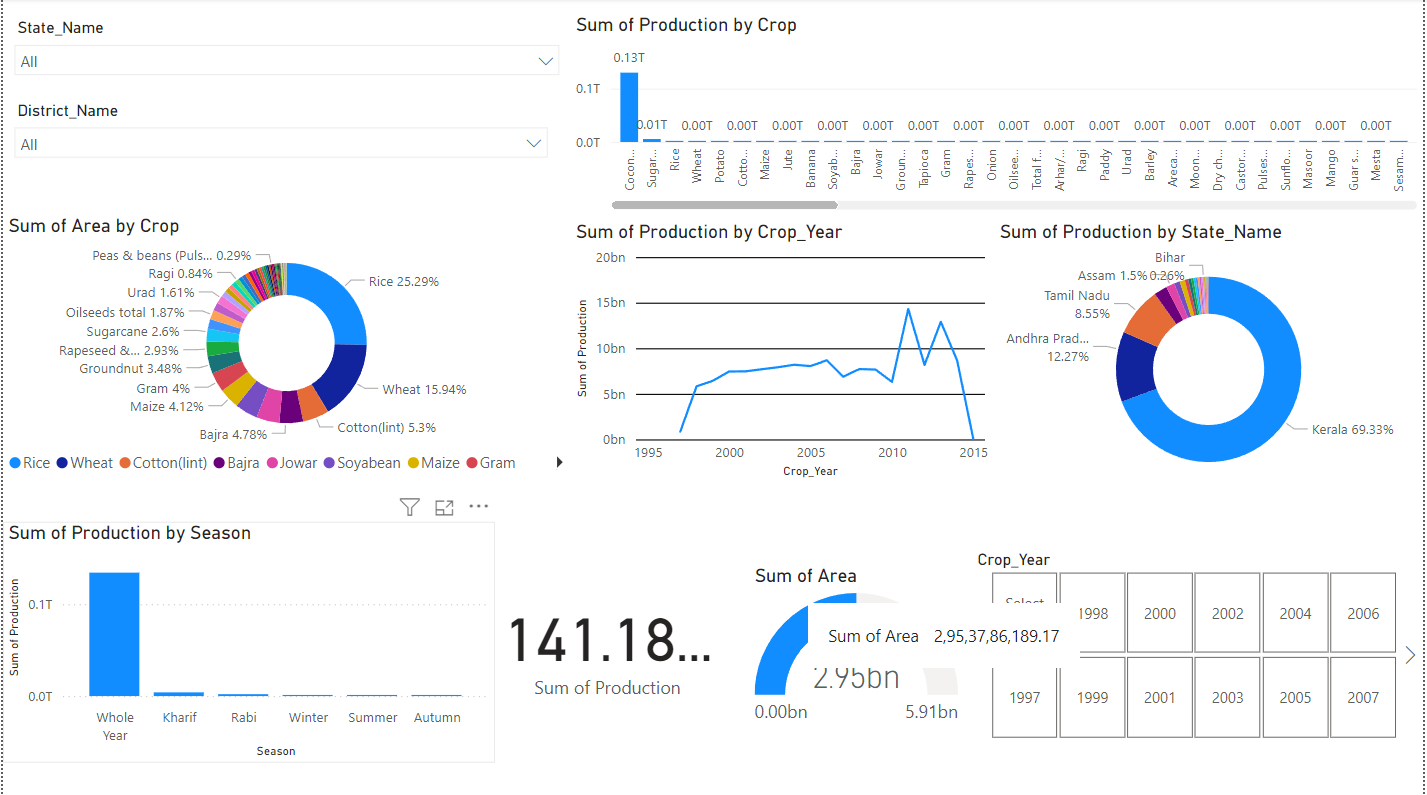 State_Name
All
District_Name
All
Sum of Production by Crop
0.13T
0.1T
0.0T
0.01T 0.00T 0.00T 0.00T 0.00T 0.00T 0.00T 0.00T 0.00T 0.00T 0.00T 0.00T 0.00T 0.00T 0.00T 0.00T 0.00T
Cocon...
Sugar...
Rice
Wheat
Potato
Cotto...
Maize
Jute
Banana
Soyab...
Bajra
Jowar
Groun...
Tapioca
Gram
Rapes...
Onion
Oilsee...
Total f...
Arhar/...
Ragi
Paddy
Urad
Barley
Areca...
Moon...
Dry ch...
Castor...
Pulses...
Sunflo...
Masoor
Mango
Guar s...
Mesta
Sesam...
Sum of Area by Crop
Peas & beans (Puls... 0.29%
Ragi 0.84%
Urad 1.61%
Oilseeds total 1.87%
Sugarcane 2.6%
Rapeseed &... 2.93%
Groundnut 3.48%
Gram 4%
Maize 4.12%
Bajra 4.78%
Cotton(lint) 5.3%
Wheat 15.94%
Rice 25.29%
Rice Wheat Cotton(lint) Bajra Jowar Soyabean Maize Gram
Sum of Production by Crop_Year
Sum of Production
20bn
15bn
10bn
5bn
0bn
1995 2000 2005 2010 2015
Crop_Year
Sum of Production by State_Name
Bihar
0.26%
Assam 1.5%
Tamil Nadu
8.55%
Andhra Prad...
12.27%
Kerala 69.33%
Sum of Production by Season
Sum of Production
0.1T
0.0T
Whole
Year
Kharif Rabi Winter Summer Autumn
Season
141.18...
Sum of Production
Sum of Area
Sum of Area 2,95,37,86,189.17
2.95bn
0.00bn 5.91bn
Crop_Year
Select
1998 2000 2002 2004 2006
1997 1999 2001 2003 2005 2007